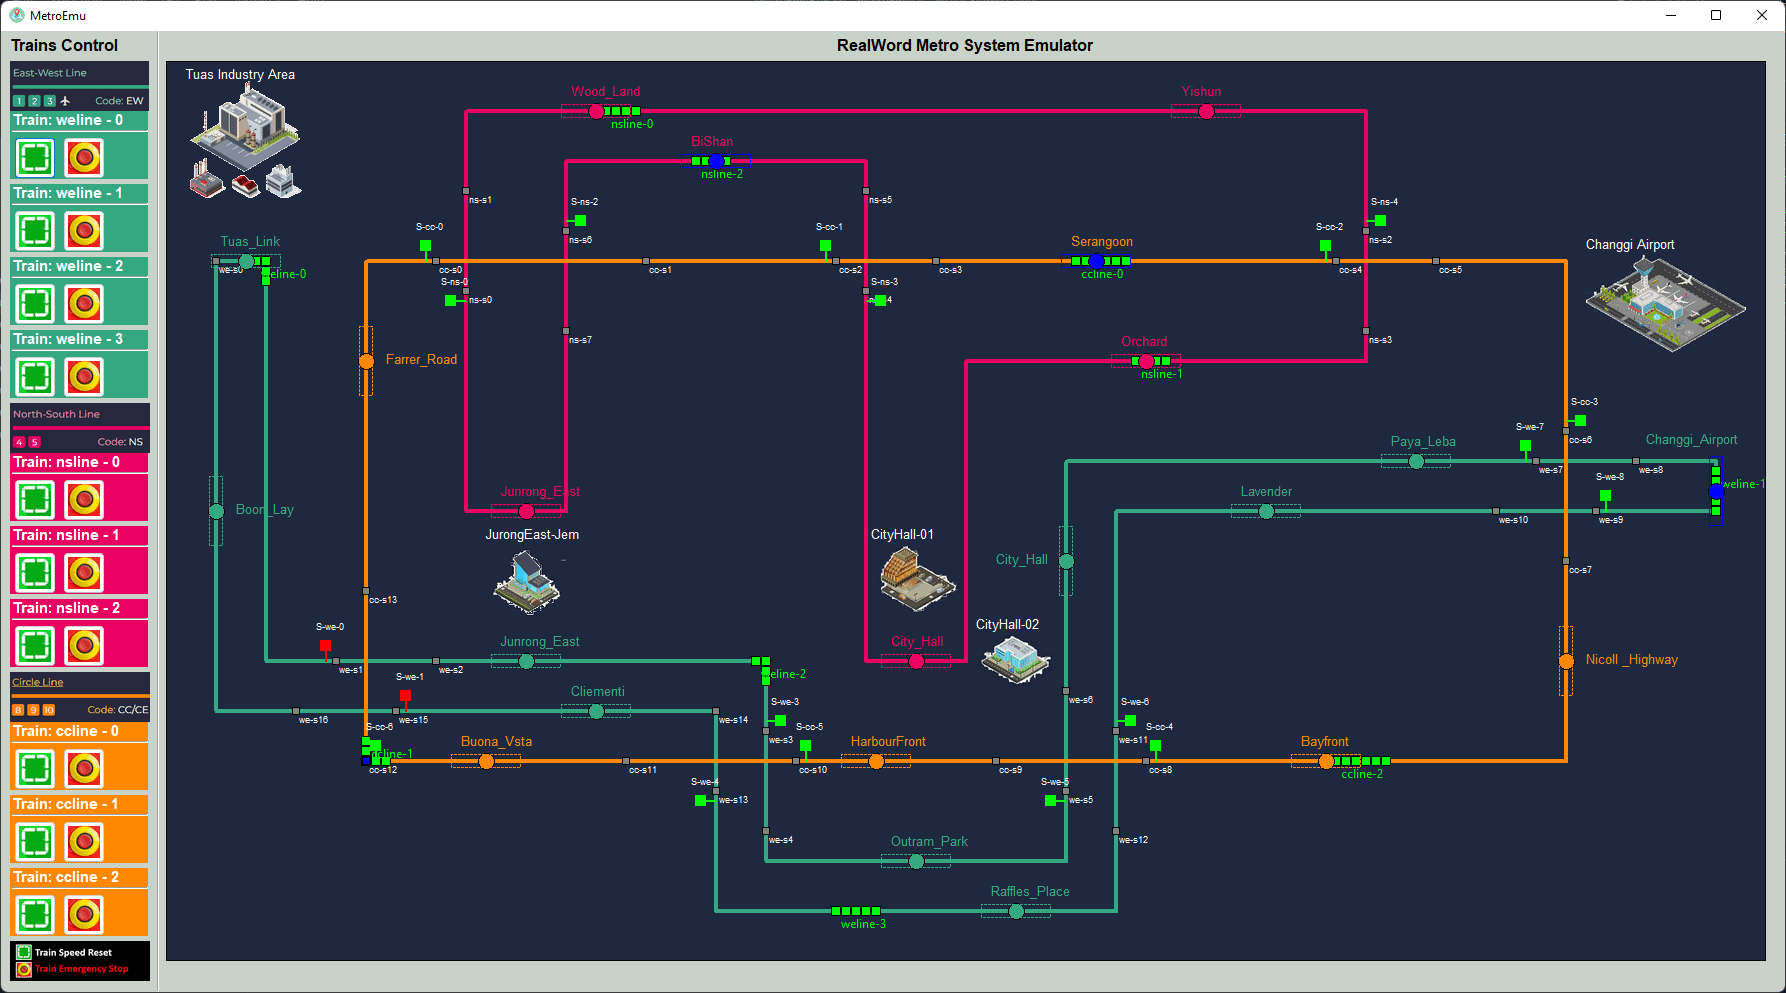 MetroEmu
Trains Control
East-West Line
1 2 3 Code: EW
Train: weline - 0
Train: weline - 1
Train: weline - 2
Train: weline - 3
North-South Line
4 5 Code: NS
Train: nsline - 0
Train: nsline - 1
Train: nsline - 2
Circle Line
8 9 10 Code: CC/CE
Train: ccline - 0
Train: ccline - 1
Train: ccline - 2
Train Speed Reset
Train Emergency Stop
RealWord Metro System Emulator
Tuas Industry Area
Wood_Land
Yishun
nsline-0
BiShan
nsline-2
ns-s1
ns-s5
S-ns-2
S-ns-4
S-cc-0
S-cc-1
S-cc-2
ns-s6
ns-s2
Tuas_Link
Serangoon
Changgi Airport
we-s0
weline-0
cc-s0
cc-s1
cc-s2
cc-s3
ccline-0
cc-s4
cc-s5
S-ns-0
S-ns-3
ns-s0
ns-s4
ns-s7
ns-s3
Orchard
Farrer_Road
nsline-1
S-cc-3
S-we-7
cc-s6
Paya_Leba
Changgi_Airport
we-s7
we-s8
S-we-8
weline-1
Junrong_East
Lavender
Boon_Lay
we-s10
we-s9
JurongEast-Jem
CityHall-01
City_Hall
cc-s7
cc-s13
S-we-0
CityHall-02
Junrong_East
City_Hall
Nicoll _Highway
we-s1
we-s2
weline-2
S-we-1
Cliementi
we-s6
S-we-3
S-we-6
we-s16
we-s15
we-s14
S-cc-6
S-cc-5
S-cc-4
Buona_Vsta
we-s3
HarbourFront
we-s11
Bayfront
ccline-1
cc-s12
cc-s11
cc-s10
cc-s9
cc-s8
ccline-2
S-we-4
S-we-5
we-s13
we-s5
we-s4
Outram_Park
we-s12
Raffles_Place
weline-3